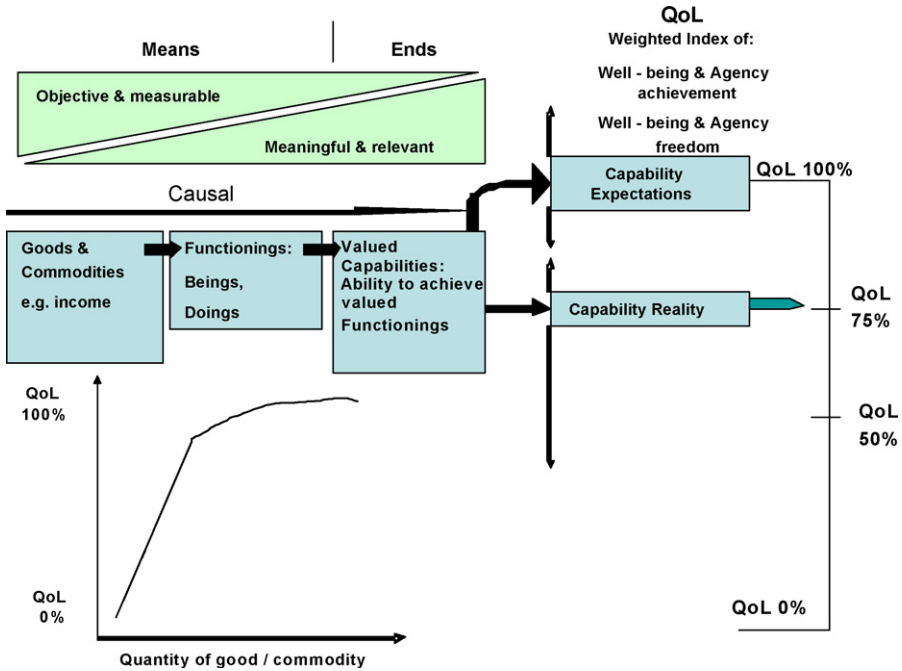 QoL
Weighted Index of:
Well - being & Agency
achievement
Well - being & Agency
freedom
Means
Ends
Objective & measurable
Meaningful & relevant
Causal
Goods &
Commodities
e.g. income
Functionings:
Beings,
Doings
Valued
Capabilities:
Ability to achieve
valued
Functionings
Capability
Expectations
Capability Reality
QoL 100%
QoL
75%
QoL
50%
QoL 0%
QoL
100%
QoL
0%
Quantity of good / commodity